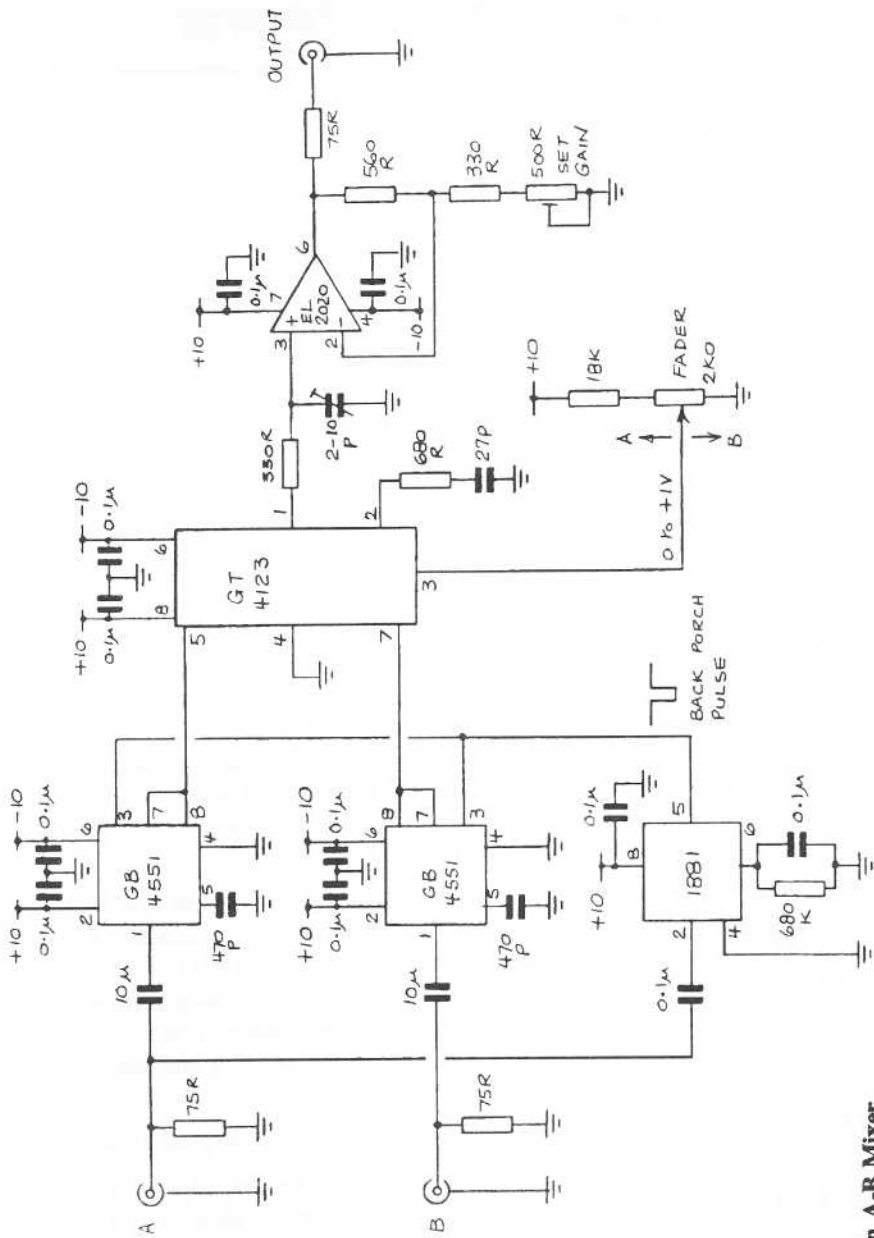 A
75R
10μ
470
P
1
GB
4551
2
+10
0.1μ
-10
0.1μ
6
3
7
8
4
5
B
75R
10μ
470
P
1
GB
4551
2
+10
0.1μ
-10
0.1μ
8
6
7
3
4
5
0.1μ
2
4
1881
+10
8
0.1μ
5
6
680
K
0.1μ
BACK PORCH
PULSE
+10
0.1μ
-10
0.1μ
8
6
5
4
7
GT
4123
1
2
3
330R
2-10
P
680
R
27P
0 to +1V
A
B
+10
18K
FADER
2K0
+10
0.1μ
7
3
+
EL
2020
-
2
4
-10
0.1μ
6
75R
OUTPUT
560
R
330
R
500R
SET
GAIN
A-B Mixer